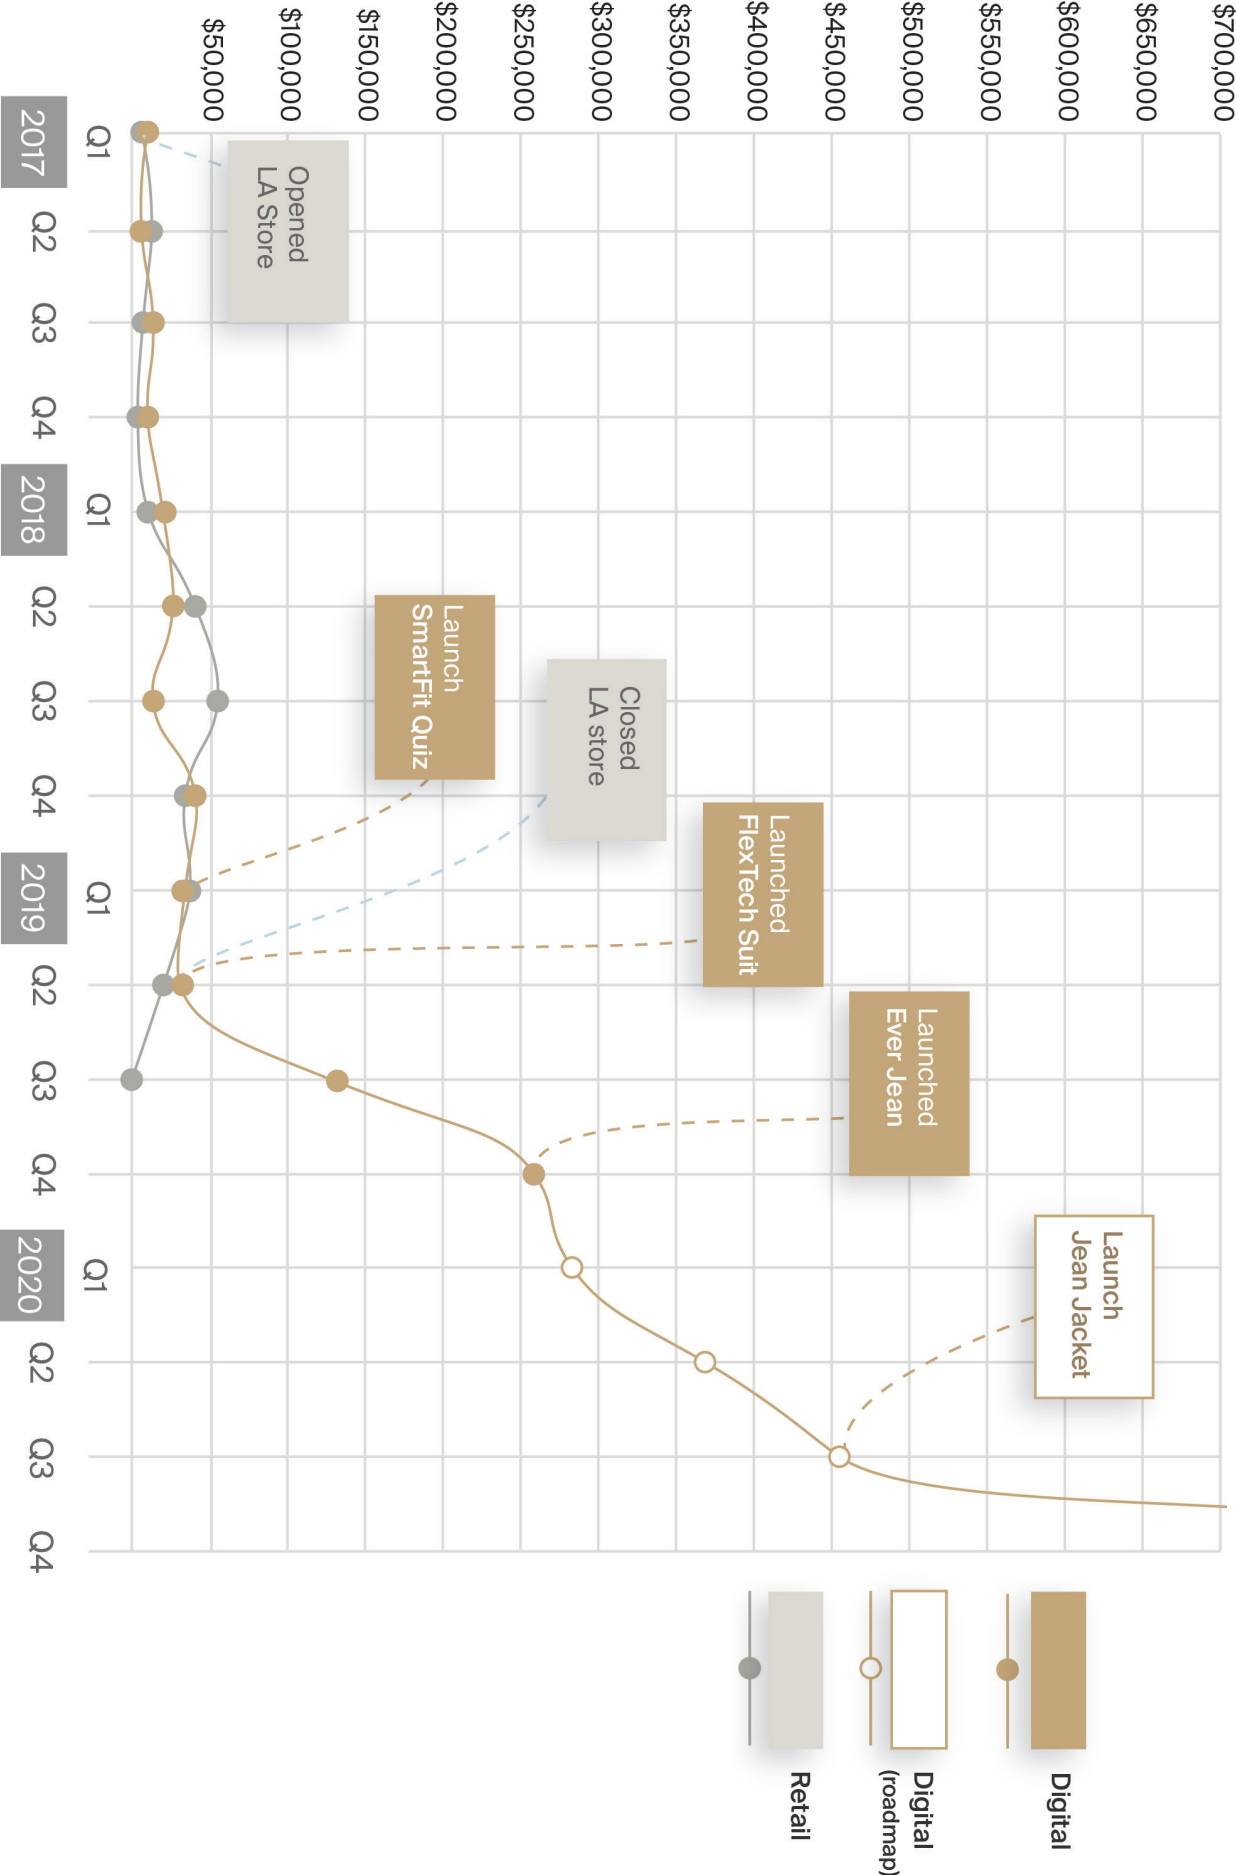 $700,000
$650,000
$600,000
$550,000
$500,000
$450,000
$400,000
$350,000
$300,000
$250,000
$200,000
$150,000
$100,000
$50,000
Opened
LA Store
Launch
SmartFit Quiz
Closed
LA store
Launched
FlexTech Suit
Launched
Ever Jean
Launch
Jean Jacket
Q1
Q2
Q3
Q4
Q1
Q2
Q3
Q4
Q1
Q2
Q3
Q4
Q1
Q2
Q3
Q4
2017
2018
2019
2020
Digital
Digital
(roadmap)
Retail